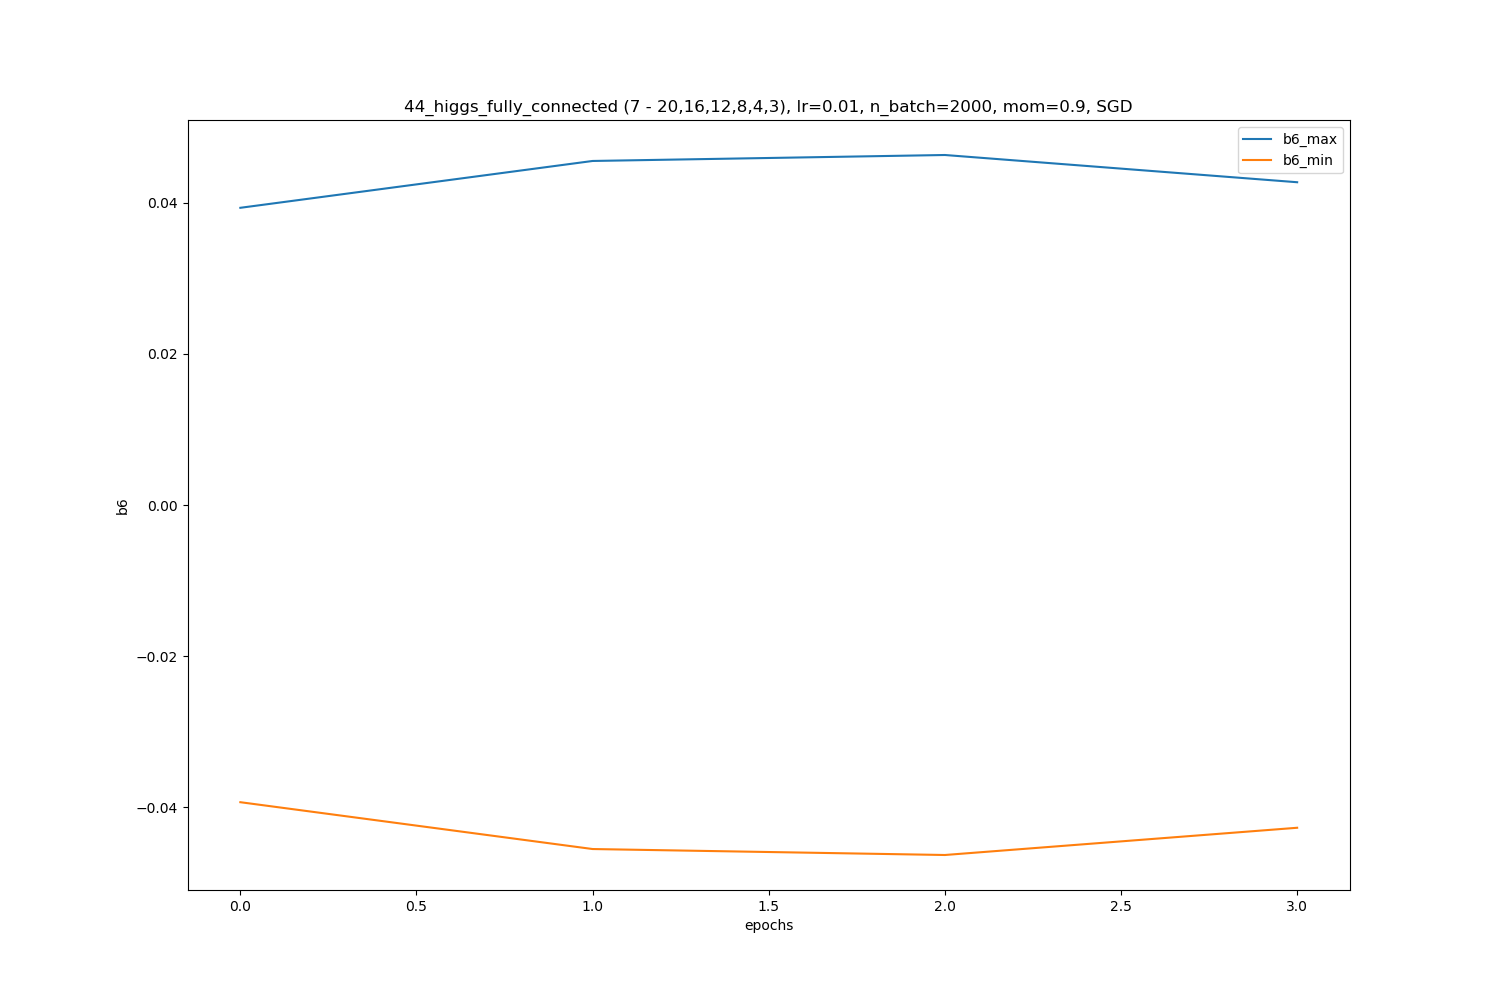 44_higgs_fully_connected (7 - 20,16,12,8,4,3), lr=0.01, n_batch=2000, mom=0.9, SGD
b6_max
b6_min
0.04
0.02
0.00
−0.02
−0.04
b6
0.0 0.5 1.0 1.5 2.0 2.5 3.0
epochs